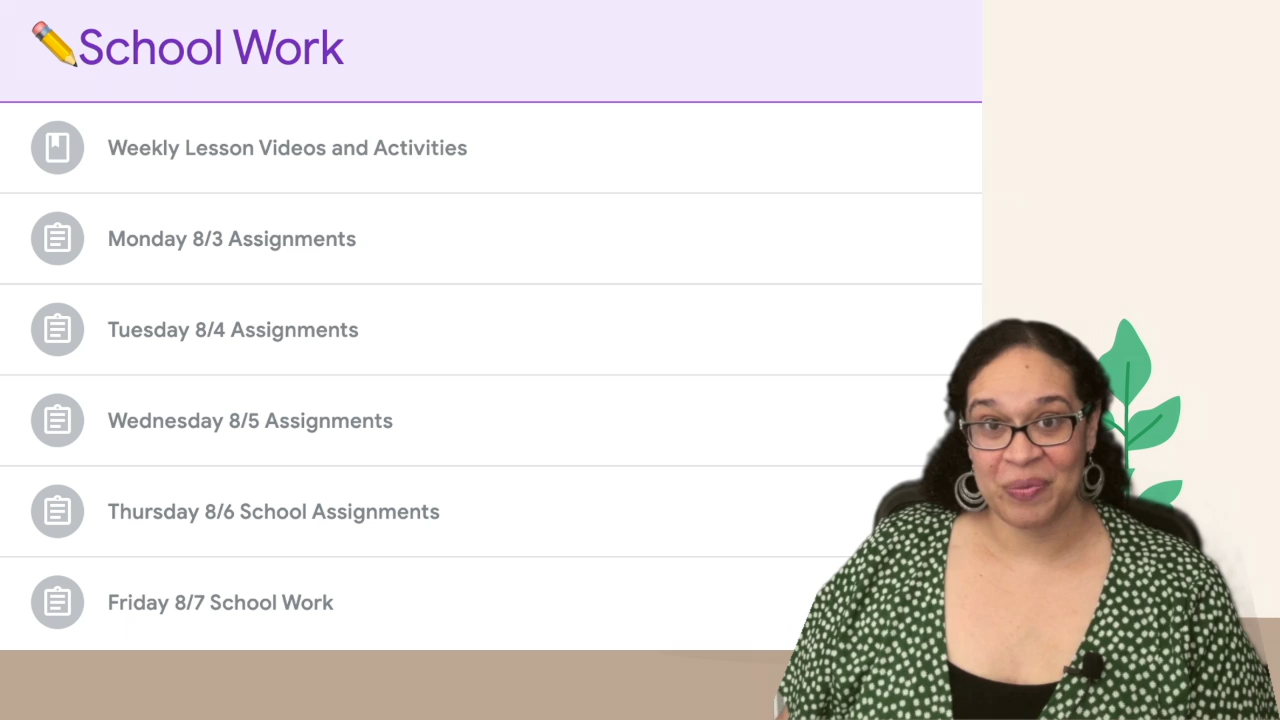 School Work
Weekly Lesson Videos and Activities
Monday 8/3 Assignments
Tuesday 8/4 Assignments
Wednesday 8/5 Assignments
Thursday 8/6 School Assignments
Friday 8/7 School Work